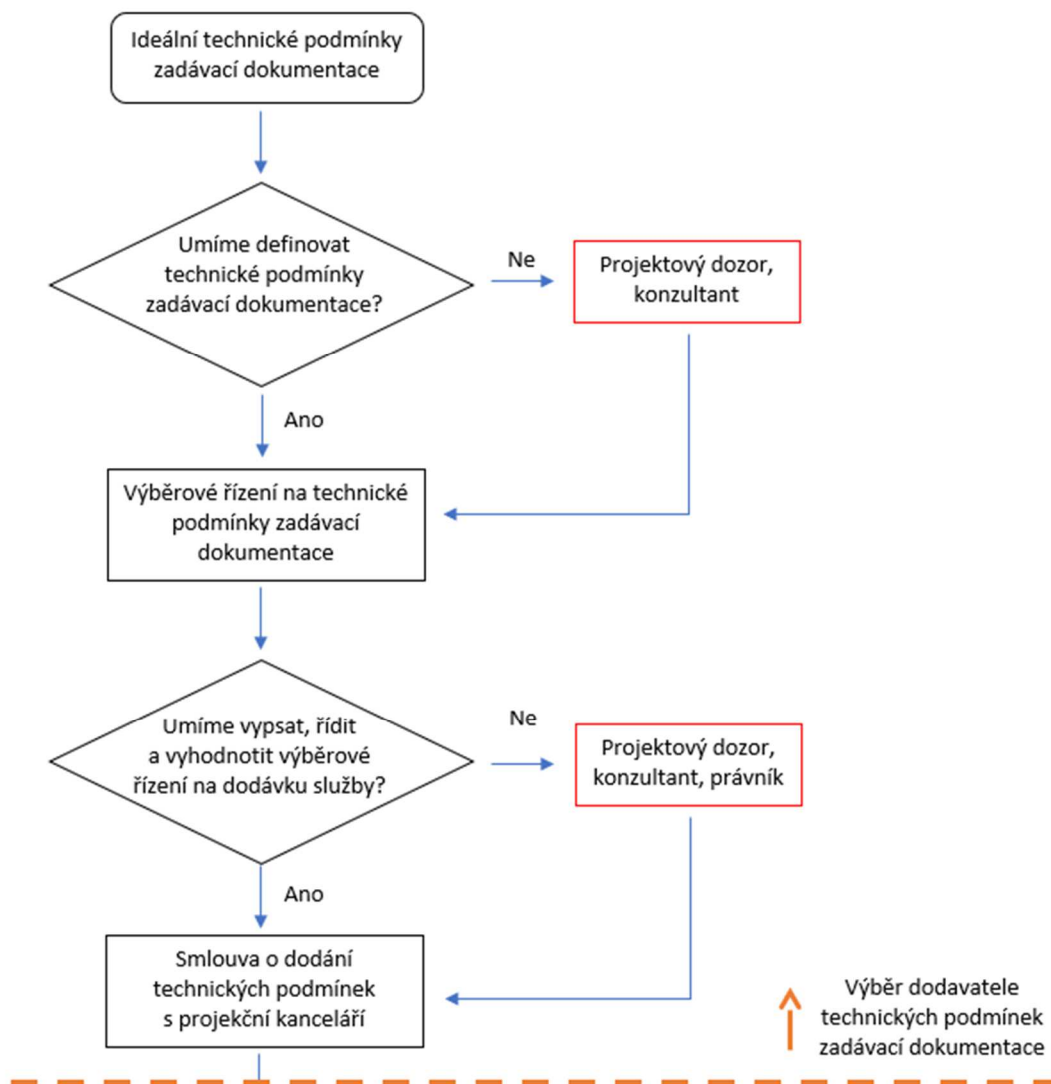 Ideální technické podmínky
zadávací dokumentace
Umíme definovat
technické podmínky
zadávací dokumentace?
Ne
Projektový dozor,
konzultant
Ano
Výběrové řízení na technické
podmínky zadávací
dokumentace
Umíme vypsat, řídit
a vyhodnotit výběrové
řízení na dodávku služby?
Ne
Projektový dozor,
konzultant, právník
Ano
Smlouva o dodání
technických podmínek
s projekční kanceláří
Výběr dodavatele
technických podmínek
zadávací dokumentace